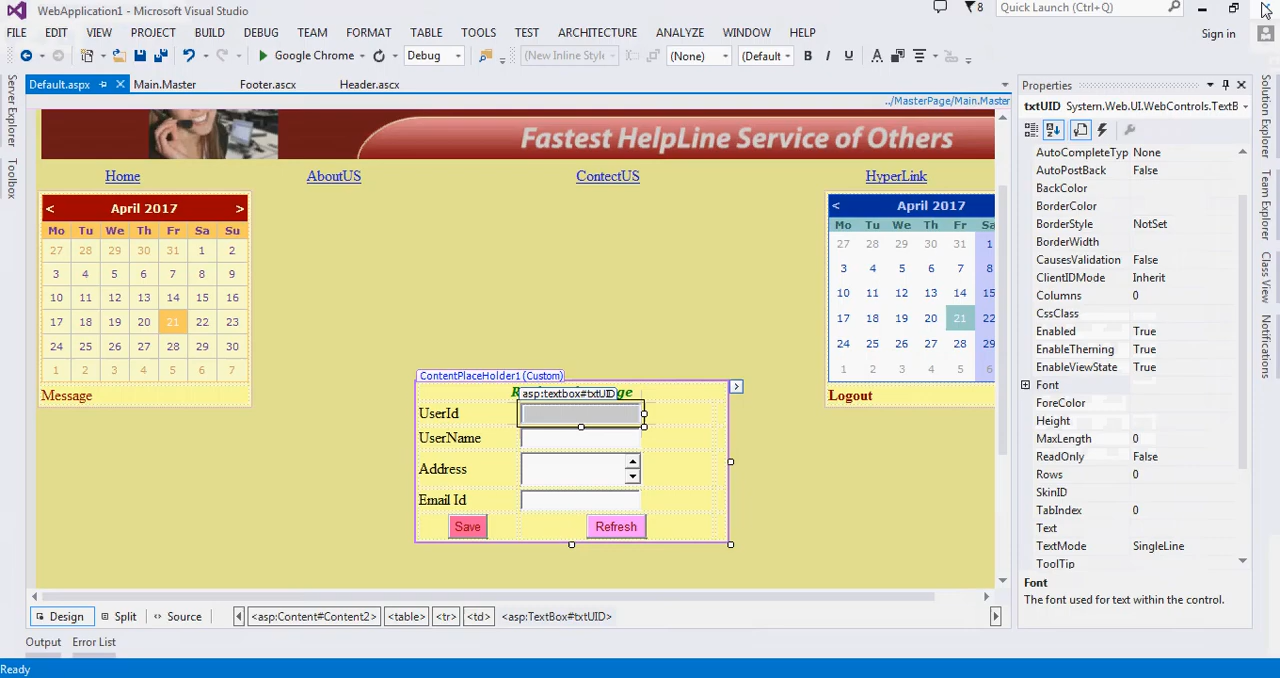 WebApplication1 - Microsoft Visual Studio
8
Quick Launch (Ctrl+Q)
FILE EDIT VIEW PROJECT BUILD DEBUG TEAM FORMAT TABLE TOOLS TEST ARCHITECTURE ANALYZE WINDOW HELP
Sign in
Google Chrome Debug (New Inline Style (None) (Default B I U A
Default.aspx Main.Master Footer.ascx Header.ascx
../MasterPage/Main.Master
Server Explorer
Toolbox
Fastest HelpLine Service of Others
Home AboutUS ContectUS HyperLink
< April 2017 >
Mo Tu We Th Fr Sa Su
27 28 29 30 31 1 2
3 4 5 6 7 8 9
10 11 12 13 14 15 16
17 18 19 20 21 22 23
24 25 26 27 28 29 30
1 2 3 4 5 6 7
Message
< April 2017
Mo Tu We Th Fr Sa
27 28 29 30 31 1
3 4 5 6 7 8
10 11 12 13 14 15
17 18 19 20 21 22
24 25 26 27 28 29
1 2 3 4 5 6
Logout
ContentPlaceHolder1 (Custom)
asp:textbox#txtUID
UserId
UserName
Address
Email Id
Save Refresh
Design Split Source <asp:Content#Content2> <table> <tr> <td> <asp:TextBox#txtUID>
Output Error List
Ready
Properties
txtUID System.Web.UI.WebControls.TextB
AutoCompleteTyp None
AutoPostBack False
BackColor
BorderColor
BorderStyle NotSet
BorderWidth
CausesValidation False
ClientIDMode Inherit
Columns 0
CssClass
Enabled True
EnableTheming True
EnableViewState True
Font
ForeColor
Height
MaxLength 0
ReadOnly False
Rows 0
SkinID
TabIndex 0
Text
TextMode SingleLine
ToolTip
Font
The font used for text within the control.
Solution Explorer
Team Explorer
Class View
Notifications